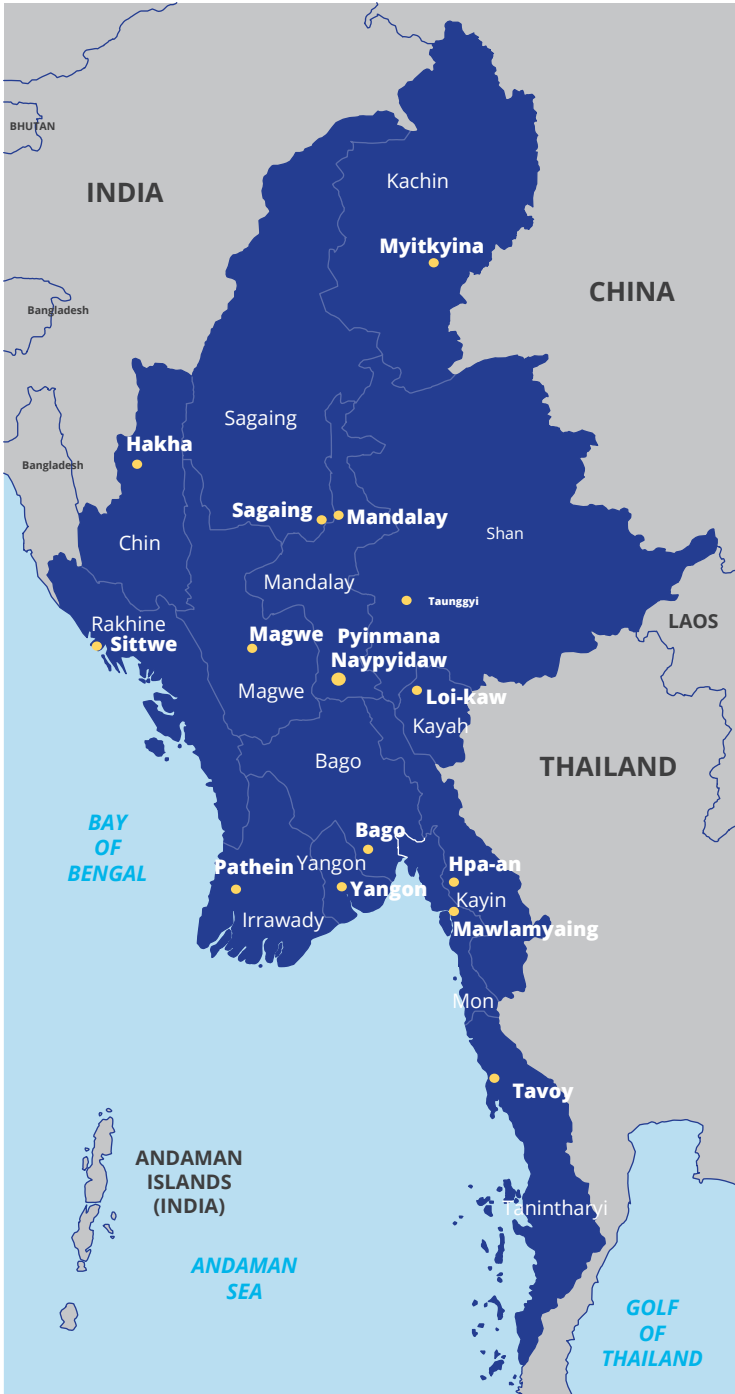 BHUTAN
Kachin
INDIA
Myitkyina
CHINA
Bangladesh
Sagaing
Hakha
Bangladesh
Sagaing
Mandalay
Shan
Chin
Mandalay
Taunggyi
Rakhine
LAOS
Sittwe
Magwe
Pyinmana
Naypyidaw
Magwe
Loi-kaw
Kayah
Bago
THAILAND
BAY
OF
BENGAL
Bago
Pathein
Yangon
Hpa-an
Yangon
Kayin
Irrawady
Mawlamyaing
Mon
Tavoy
ANDAMAN
ISLANDS
(INDIA)
Tanintharyi
ANDAMAN
SEA
GOLF
OF
THAILAND